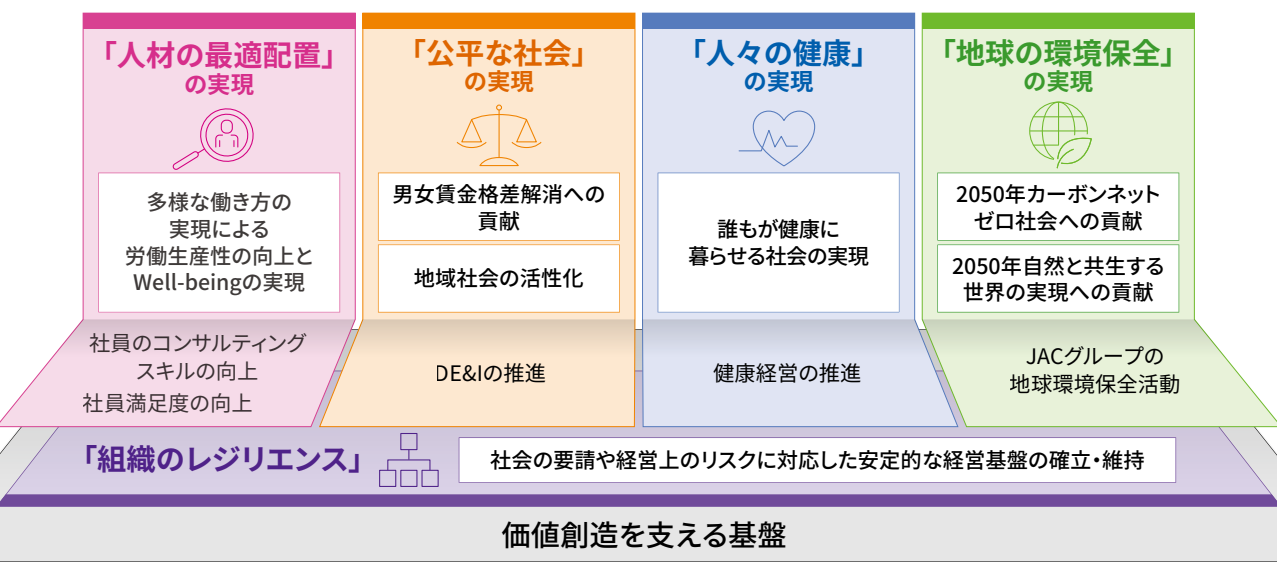 「人材の最適配置」
の実現
多様な働き方の
実現による
労働生産性の向上と
Well-beingの実現
社員のコンサルティング
スキルの向上
社員満足度の向上
「公平な社会」
の実現
男女賃金格差解消への
貢献
地域社会の活性化
DE&Iの推進
「人々の健康」
の実現
誰もが健康に
暮らせる社会の実現
健康経営の推進
「地球の環境保全」
の実現
2050年カーボンネット
ゼロ社会への貢献
2050年自然と共生する
世界の実現への貢献
JACグループの
地球環境保全活動
「組織のレジリエンス」
社会の要請や経営上のリスクに対応した安定的な経営基盤の確立・維持
価値創造を支える基盤